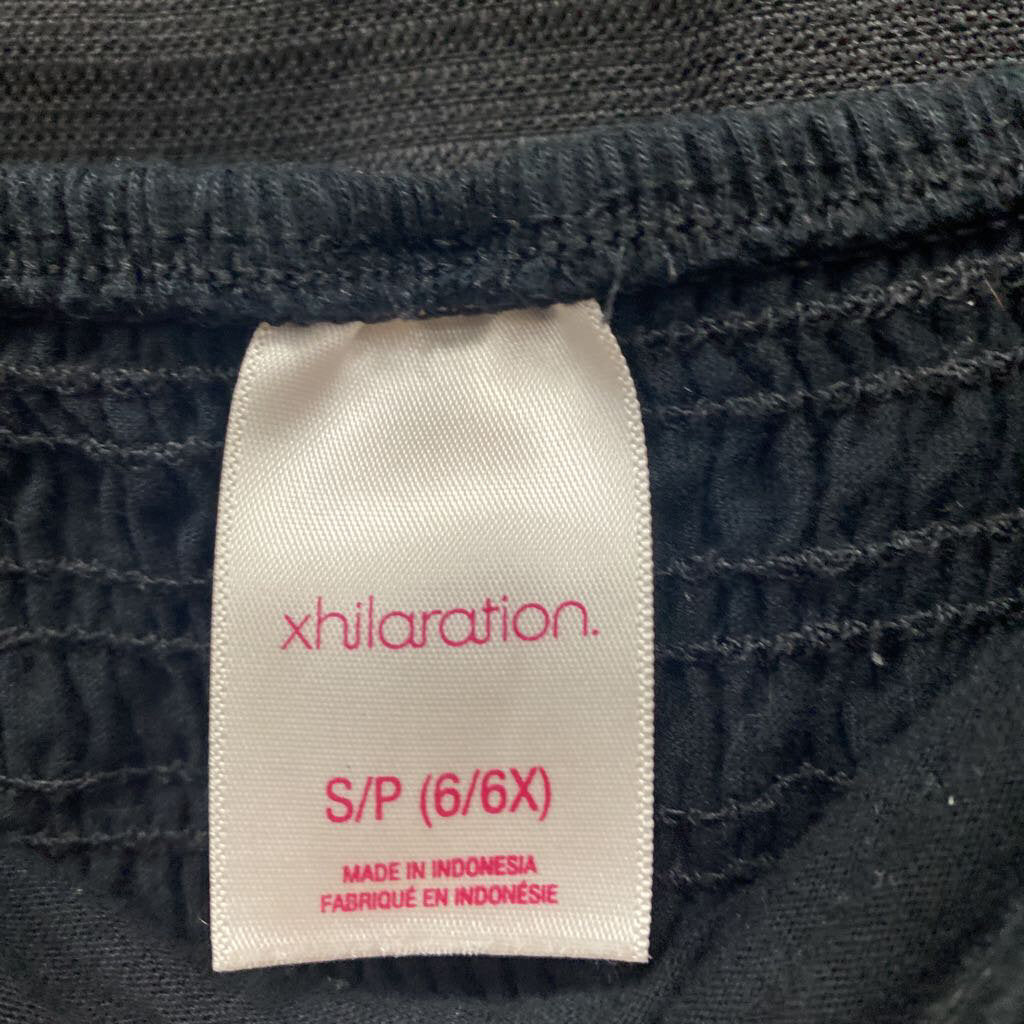 xhilaration.
S/P (6/6X)
MADE IN INDONESIA
FABRIQUÉ EN INDONÉSIE